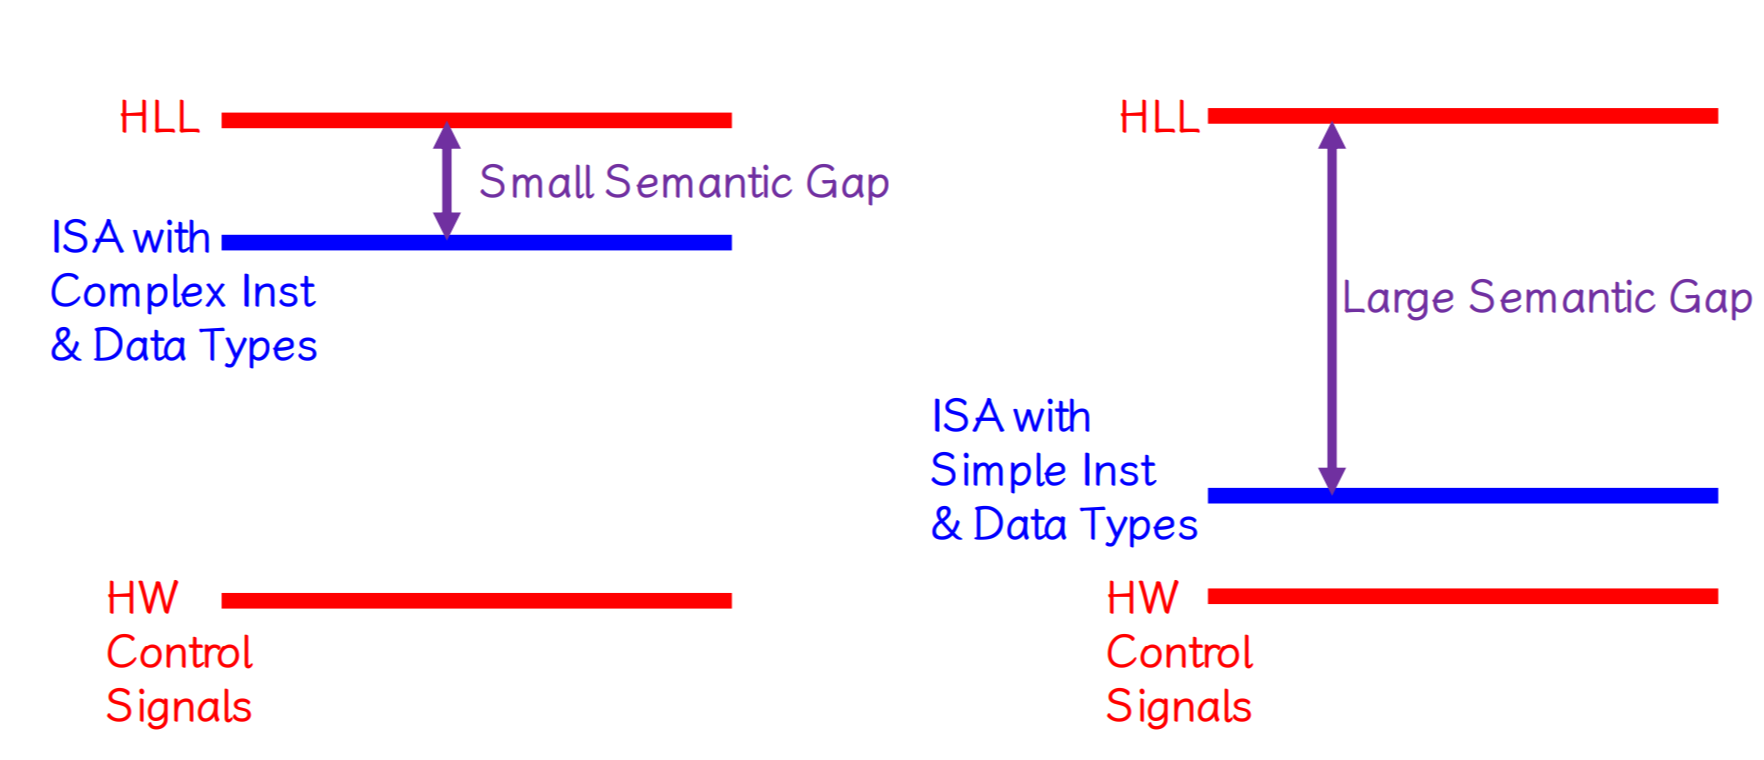 HLL
Small Semantic Gap
ISA with
Complex Inst
& Data Types
HW
Control
Signals
HLL
Large Semantic Gap
ISA with
Simple Inst
& Data Types
HW
Control
Signals